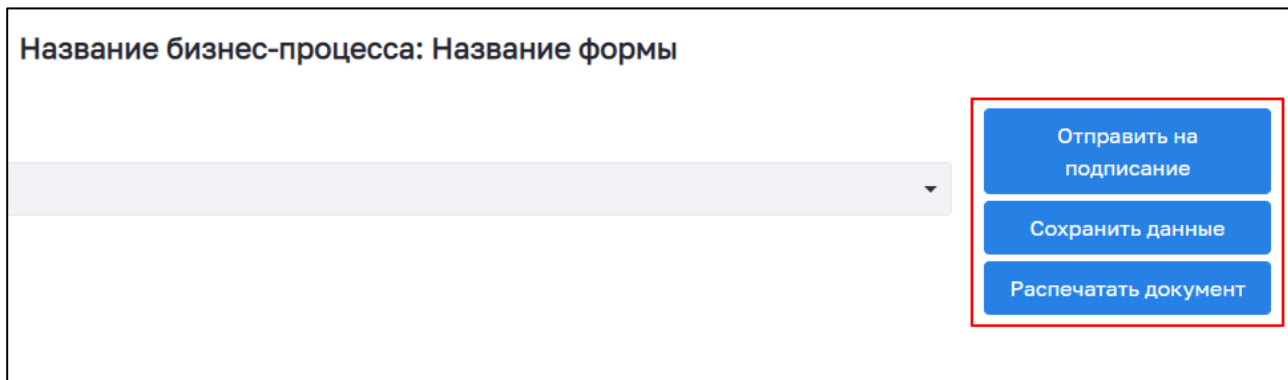 Название бизнес-процесса: Название формы
Отправить на
подписание
Сохранить данные
Распечатать документ